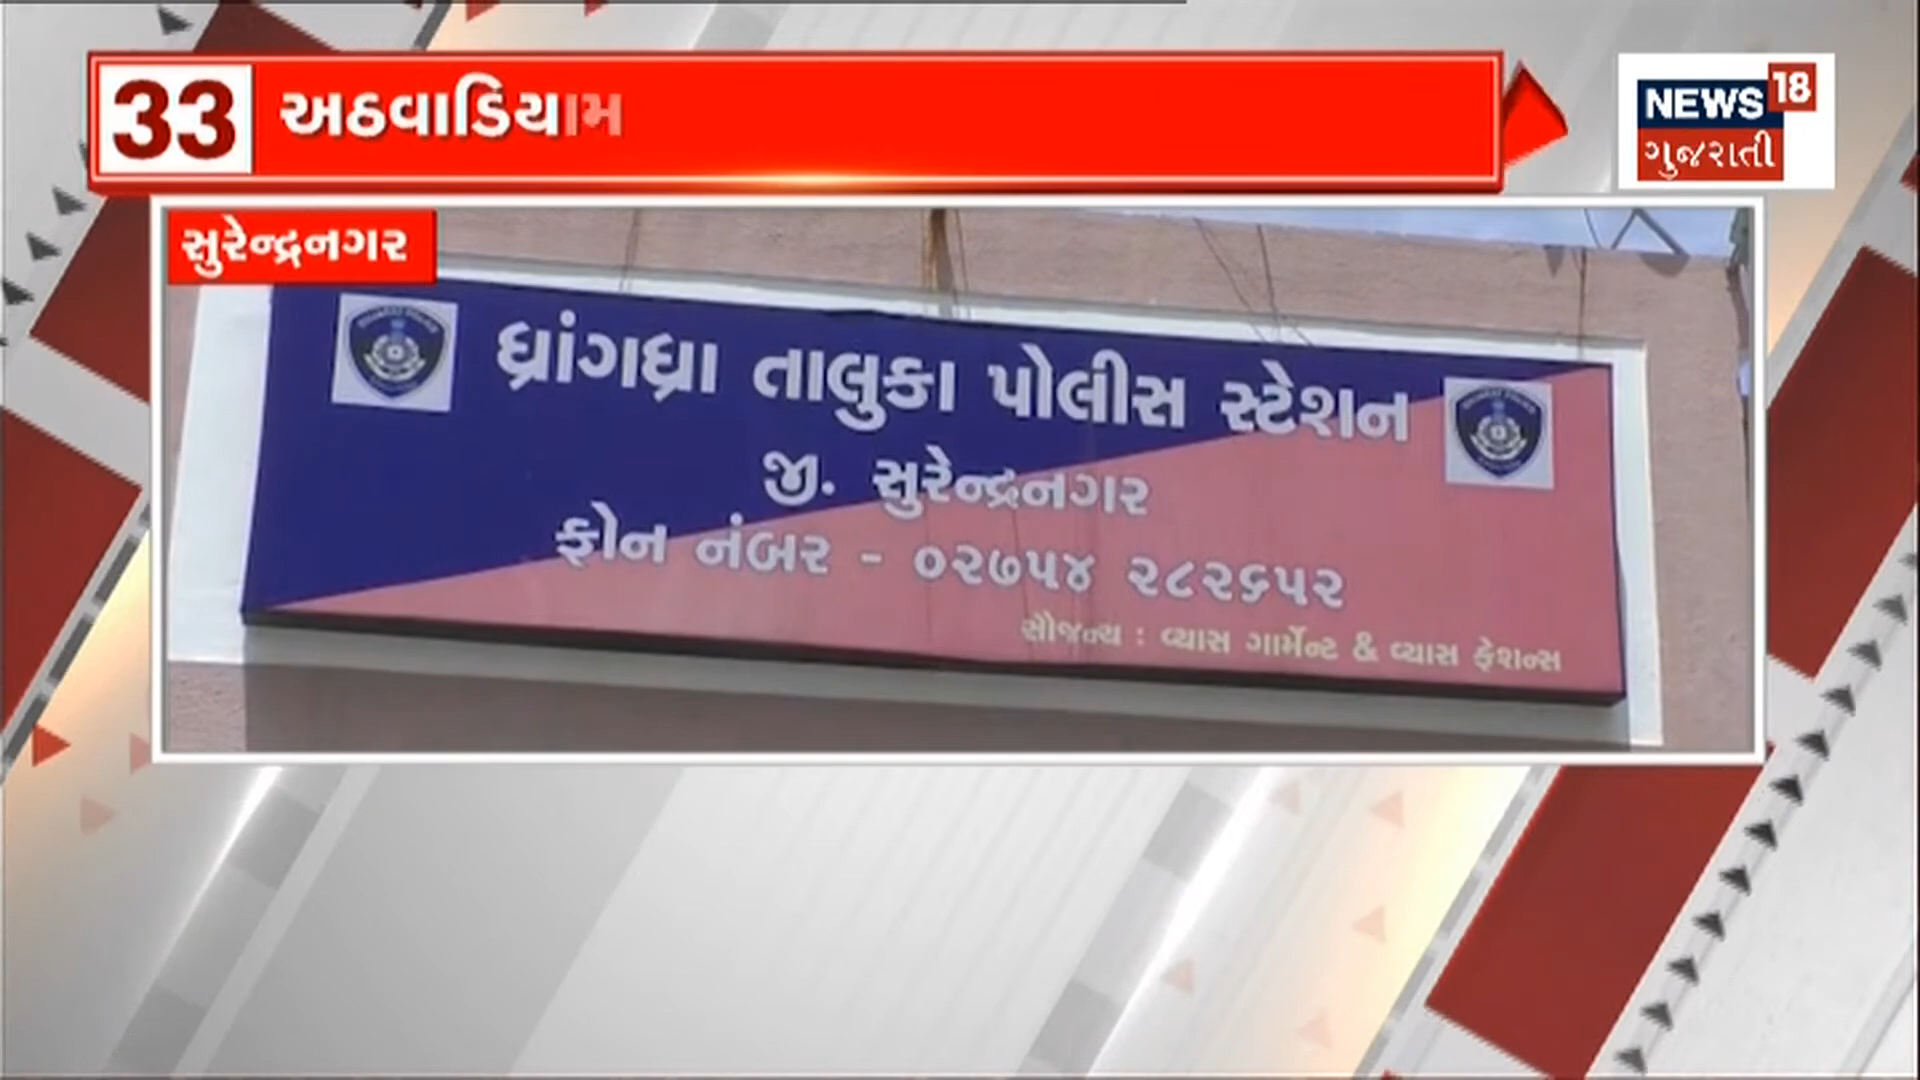 33 અઠવાડિયામ
NEWS 18
ગુજરાતી
સુરેન્દ્રનગર
ધ્રાંગધ્રા તાલુકા પોલીસ સ્ટેશન
જી. સુરેન્દ્રનગર
ફોન નંબર - ૦૨૭૫૪ ૨૮૨૬૫૨
સૌજન્ય : વ્યાસ ગાર્મેન્ટ & વ્યાસ ફેશન્સ